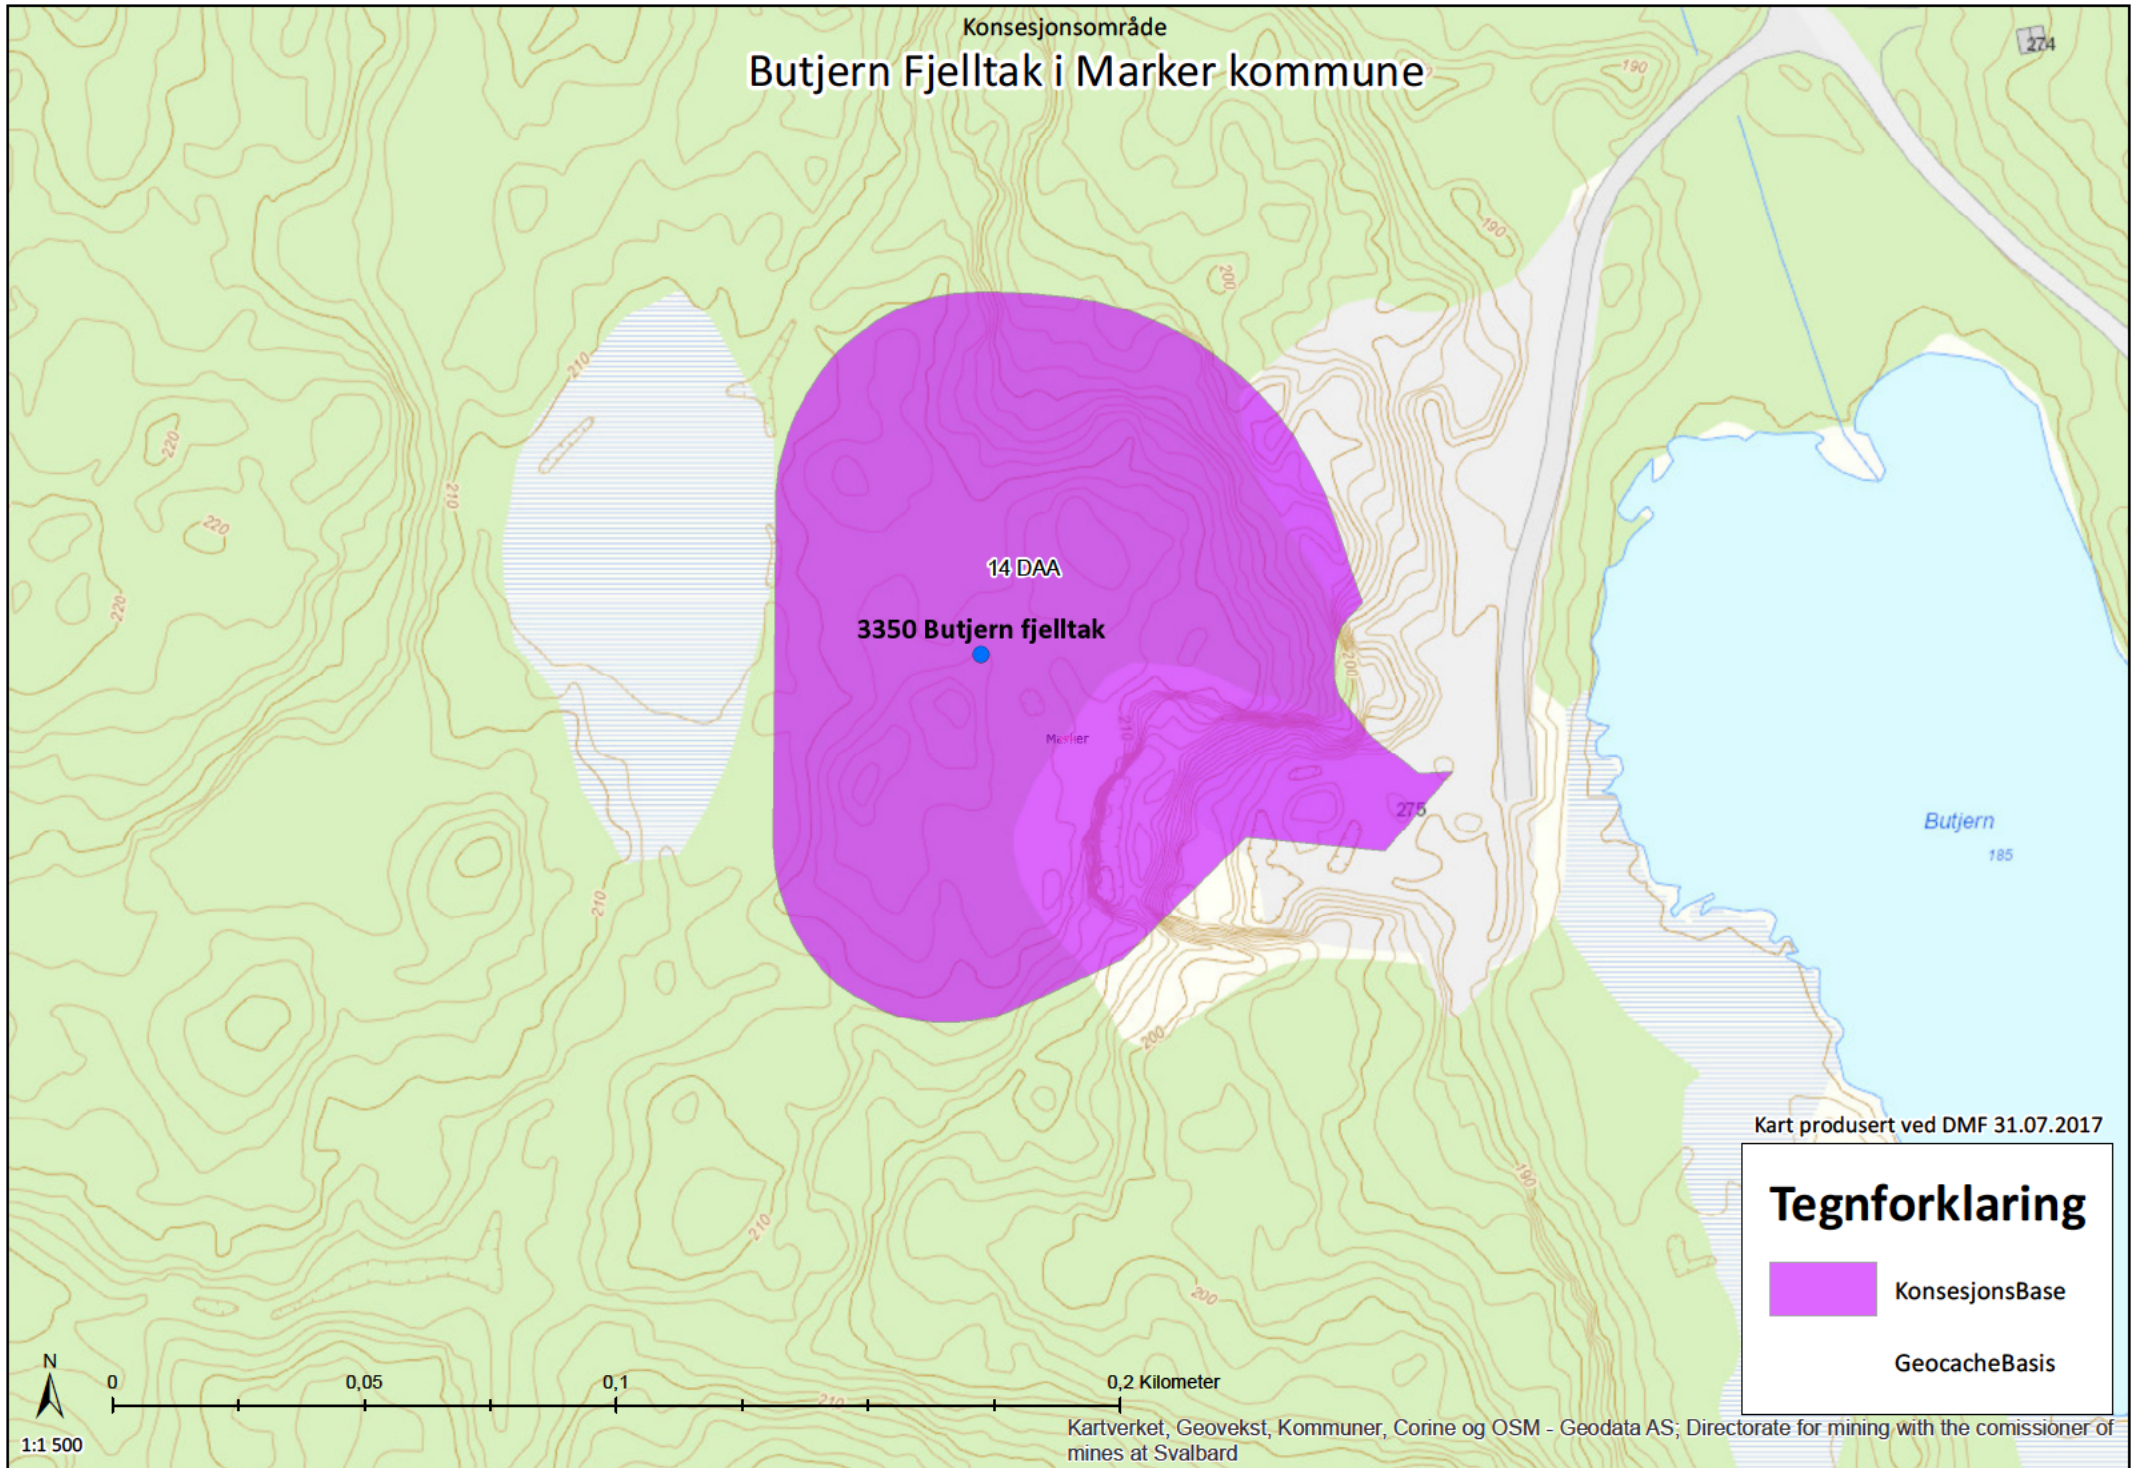 Konsesjonsområde
Butjern Fjelltak i Marker kommune
274
190
190
200
210
220
210
220
220
14 DAA
3350 Butjern fjelltak
200
Marker
210
275
Butjern
185
210
200
190
210
200
210
Kart produsert ved DMF 31.07.2017
Tegnforklaring
KonsesjonsBase
GeocacheBasis
N
0
0,05
0,1
0,2 Kilometer
1:1 500
Kartverket, Geovekst, Kommuner, Corine og OSM - Geodata AS; Directorate for mining with the comissioner of
mines at Svalbard